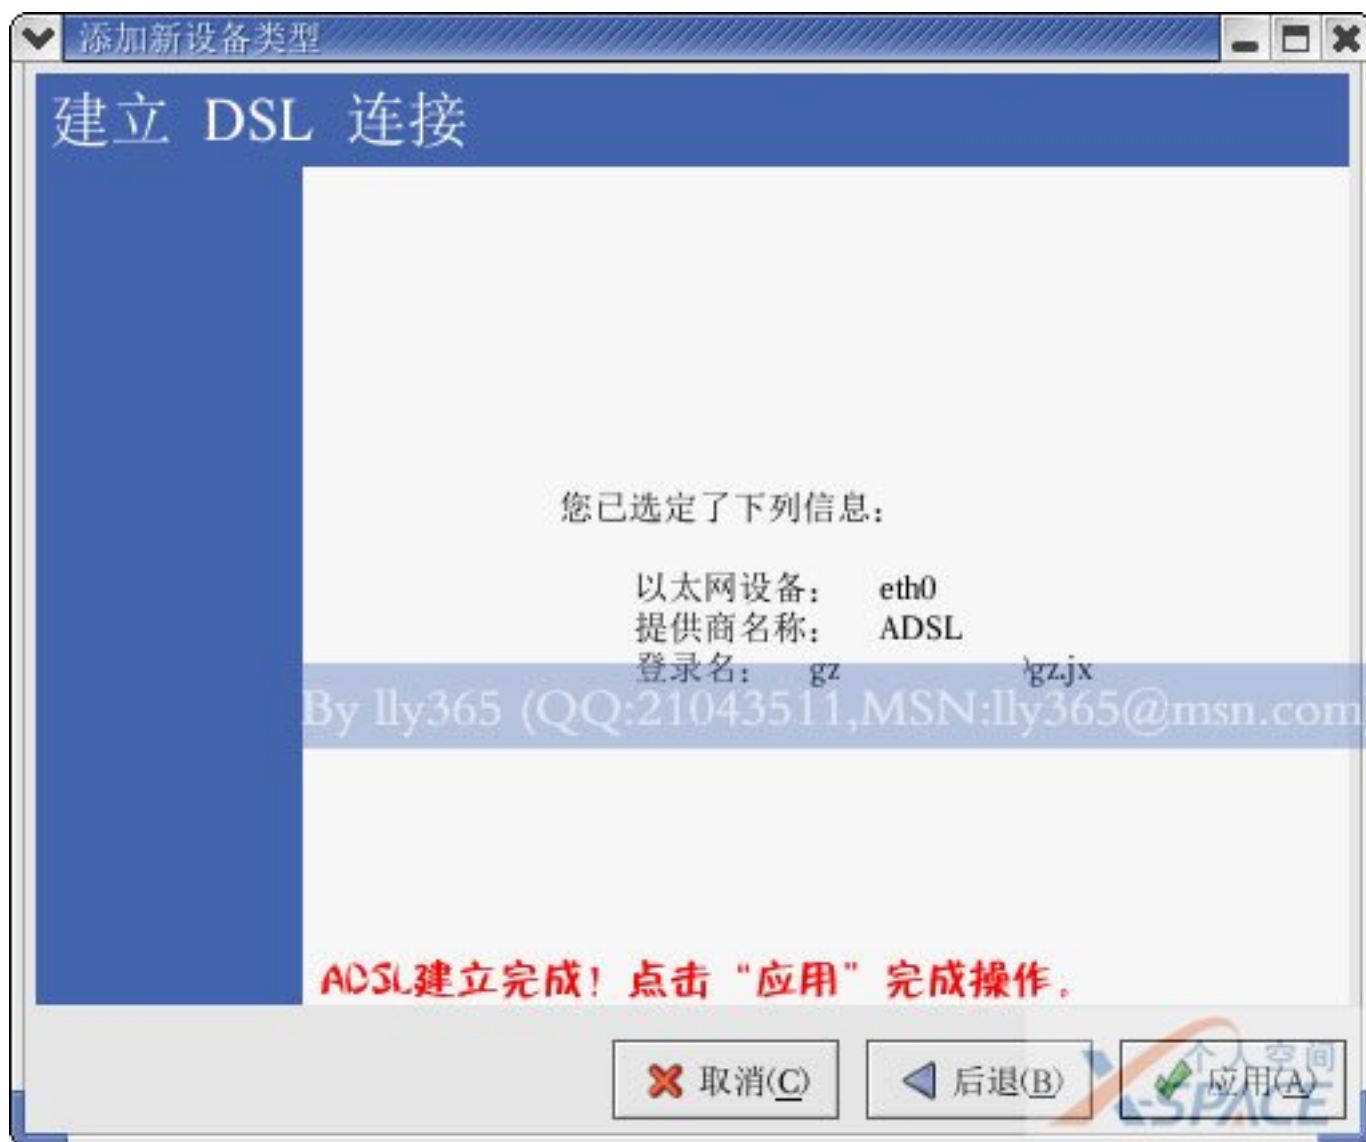 添加新设备类型
建立 DSL 连接
您已选定了下列信息：
以太网设备： eth0
提供商名称： ADSL
登录名： gz gz.jx
By lly365 (QQ:21043511,MSN:lly365@msn.com
ADSL建立完成！点击“应用”完成操作。
取消(C) 后退(B) 应用(A)
个人空间
X-SPACE